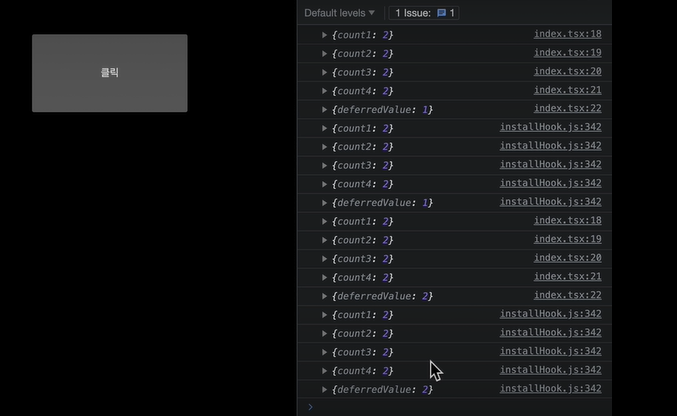 Default levels ▼ 1 Issue: 1
클릭
▶ {count1: 2} index.tsx:18
▶ {count2: 2} index.tsx:19
▶ {count3: 2} index.tsx:20
▶ {count4: 2} index.tsx:21
▶ {deferredValue: 1} index.tsx:22
▶ {count1: 2} installHook.js:342
▶ {count2: 2} installHook.js:342
▶ {count3: 2} installHook.js:342
▶ {count4: 2} installHook.js:342
▶ {deferredValue: 1} installHook.js:342
▶ {count1: 2} index.tsx:18
▶ {count2: 2} index.tsx:19
▶ {count3: 2} index.tsx:20
▶ {count4: 2} index.tsx:21
▶ {deferredValue: 2} index.tsx:22
▶ {count1: 2} installHook.js:342
▶ {count2: 2} installHook.js:342
▶ {count3: 2} installHook.js:342
▶ {count4: 2} installHook.js:342
▶ {deferredValue: 2} installHook.js:342
>